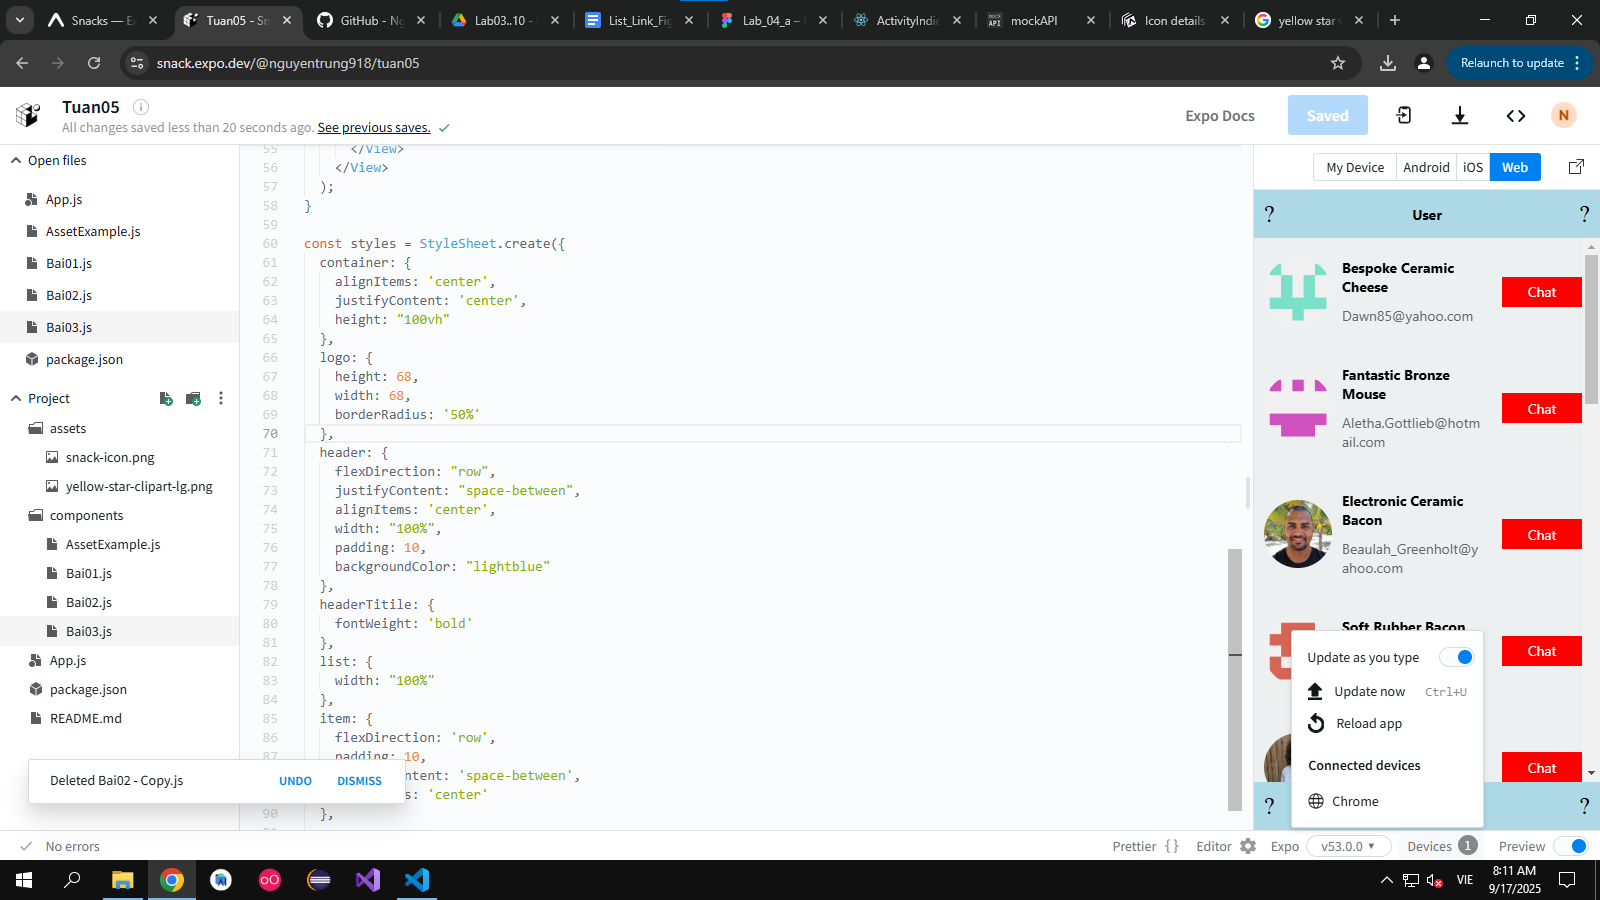 Snacks — Ex
Tuan05 - Sn
GitHub - No
Lab03..10 -
List_Link_Fig
Lab_04_a –
ActivityIndic
mockAPI
Icon details
yellow star
snack.expo.dev/@nguyentrung918/tuan05
Relaunch to update
Tuan05
All changes saved less than 20 seconds ago. See previous saves.
Expo Docs
Saved
N
Open files
App.js
AssetExample.js
Bai01.js
Bai02.js
Bai03.js
package.json
Project
assets
snack-icon.png
yellow-star-clipart-lg.png
components
AssetExample.js
Bai01.js
Bai02.js
Bai03.js
App.js
package.json
README.md
55 </View>
56 </View>
57 );
58 }
59
60 const styles = StyleSheet.create({
61 container: {
62 alignItems: 'center',
63 justifyContent: 'center',
64 height: "100vh"
65 },
66 logo: {
67 height: 68,
68 width: 68,
69 borderRadius: '50%'
70 },
71 header: {
72 flexDirection: "row",
73 justifyContent: "space-between",
74 alignItems: 'center',
75 width: "100%",
76 padding: 10,
77 backgroundColor: "lightblue"
78 },
79 headerTitile: {
80 fontWeight: 'bold'
81 },
82 list: {
83 width: "100%"
84 },
85 item: {
86 flexDirection: 'row',
87 padding: 10,
ontent: 'space-between',
s: 'center'
90 },
Deleted Bai02 - Copy.js
UNDO
DISMISS
My Device
Android
iOS
Web
?
User
?
Bespoke Ceramic
Cheese
Dawn85@yahoo.com
Chat
Fantastic Bronze
Mouse
Aletha.Gottlieb@hotm
ail.com
Chat
Electronic Ceramic
Bacon
Beaulah_Greenholt@y
ahoo.com
Chat
Soft Rubber Bacon
Chat
Chat
?
?
Update as you type
Update now Ctrl+U
Reload app
Connected devices
Chrome
No errors
Prettier {}
Editor
Expo
v53.0.0
Devices 1
Preview
VIE
8:11 AM
9/17/2025